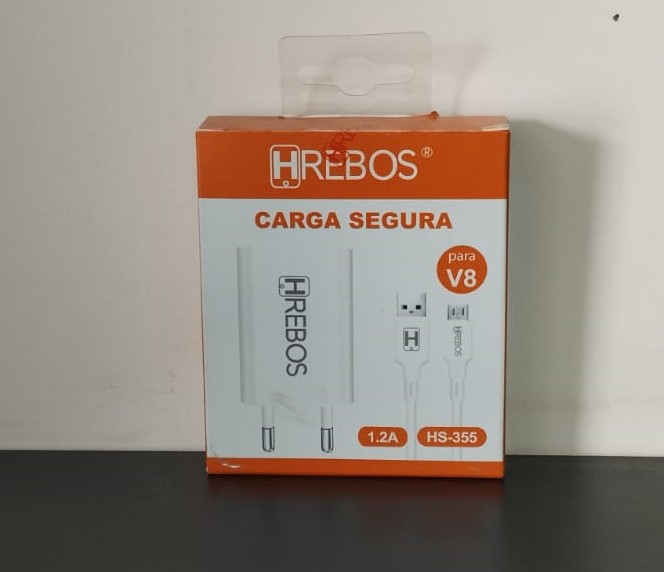 HREBOS®
CARGA SEGURA
para
V8
HREBOS
H
HREBOS
1.2A
HS-355